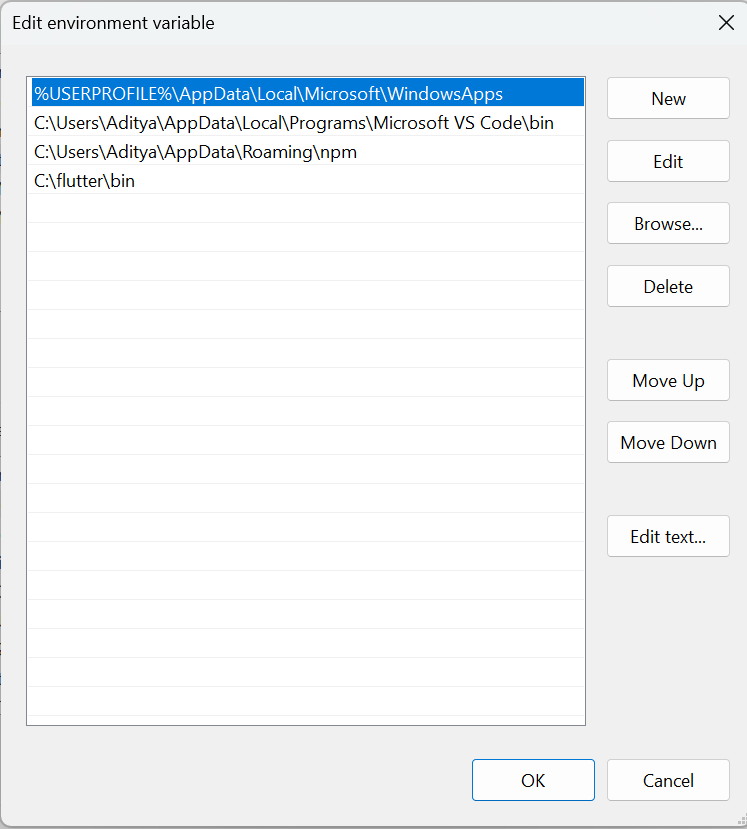 Edit environment variable
%USERPROFILE%\AppData\Local\Microsoft\WindowsApps
C:\Users\Aditya\AppData\Local\Programs\Microsoft VS Code\bin
C:\Users\Aditya\AppData\Roaming\npm
C:\flutter\bin
New
Edit
Browse...
Delete
Move Up
Move Down
Edit text...
OK
Cancel